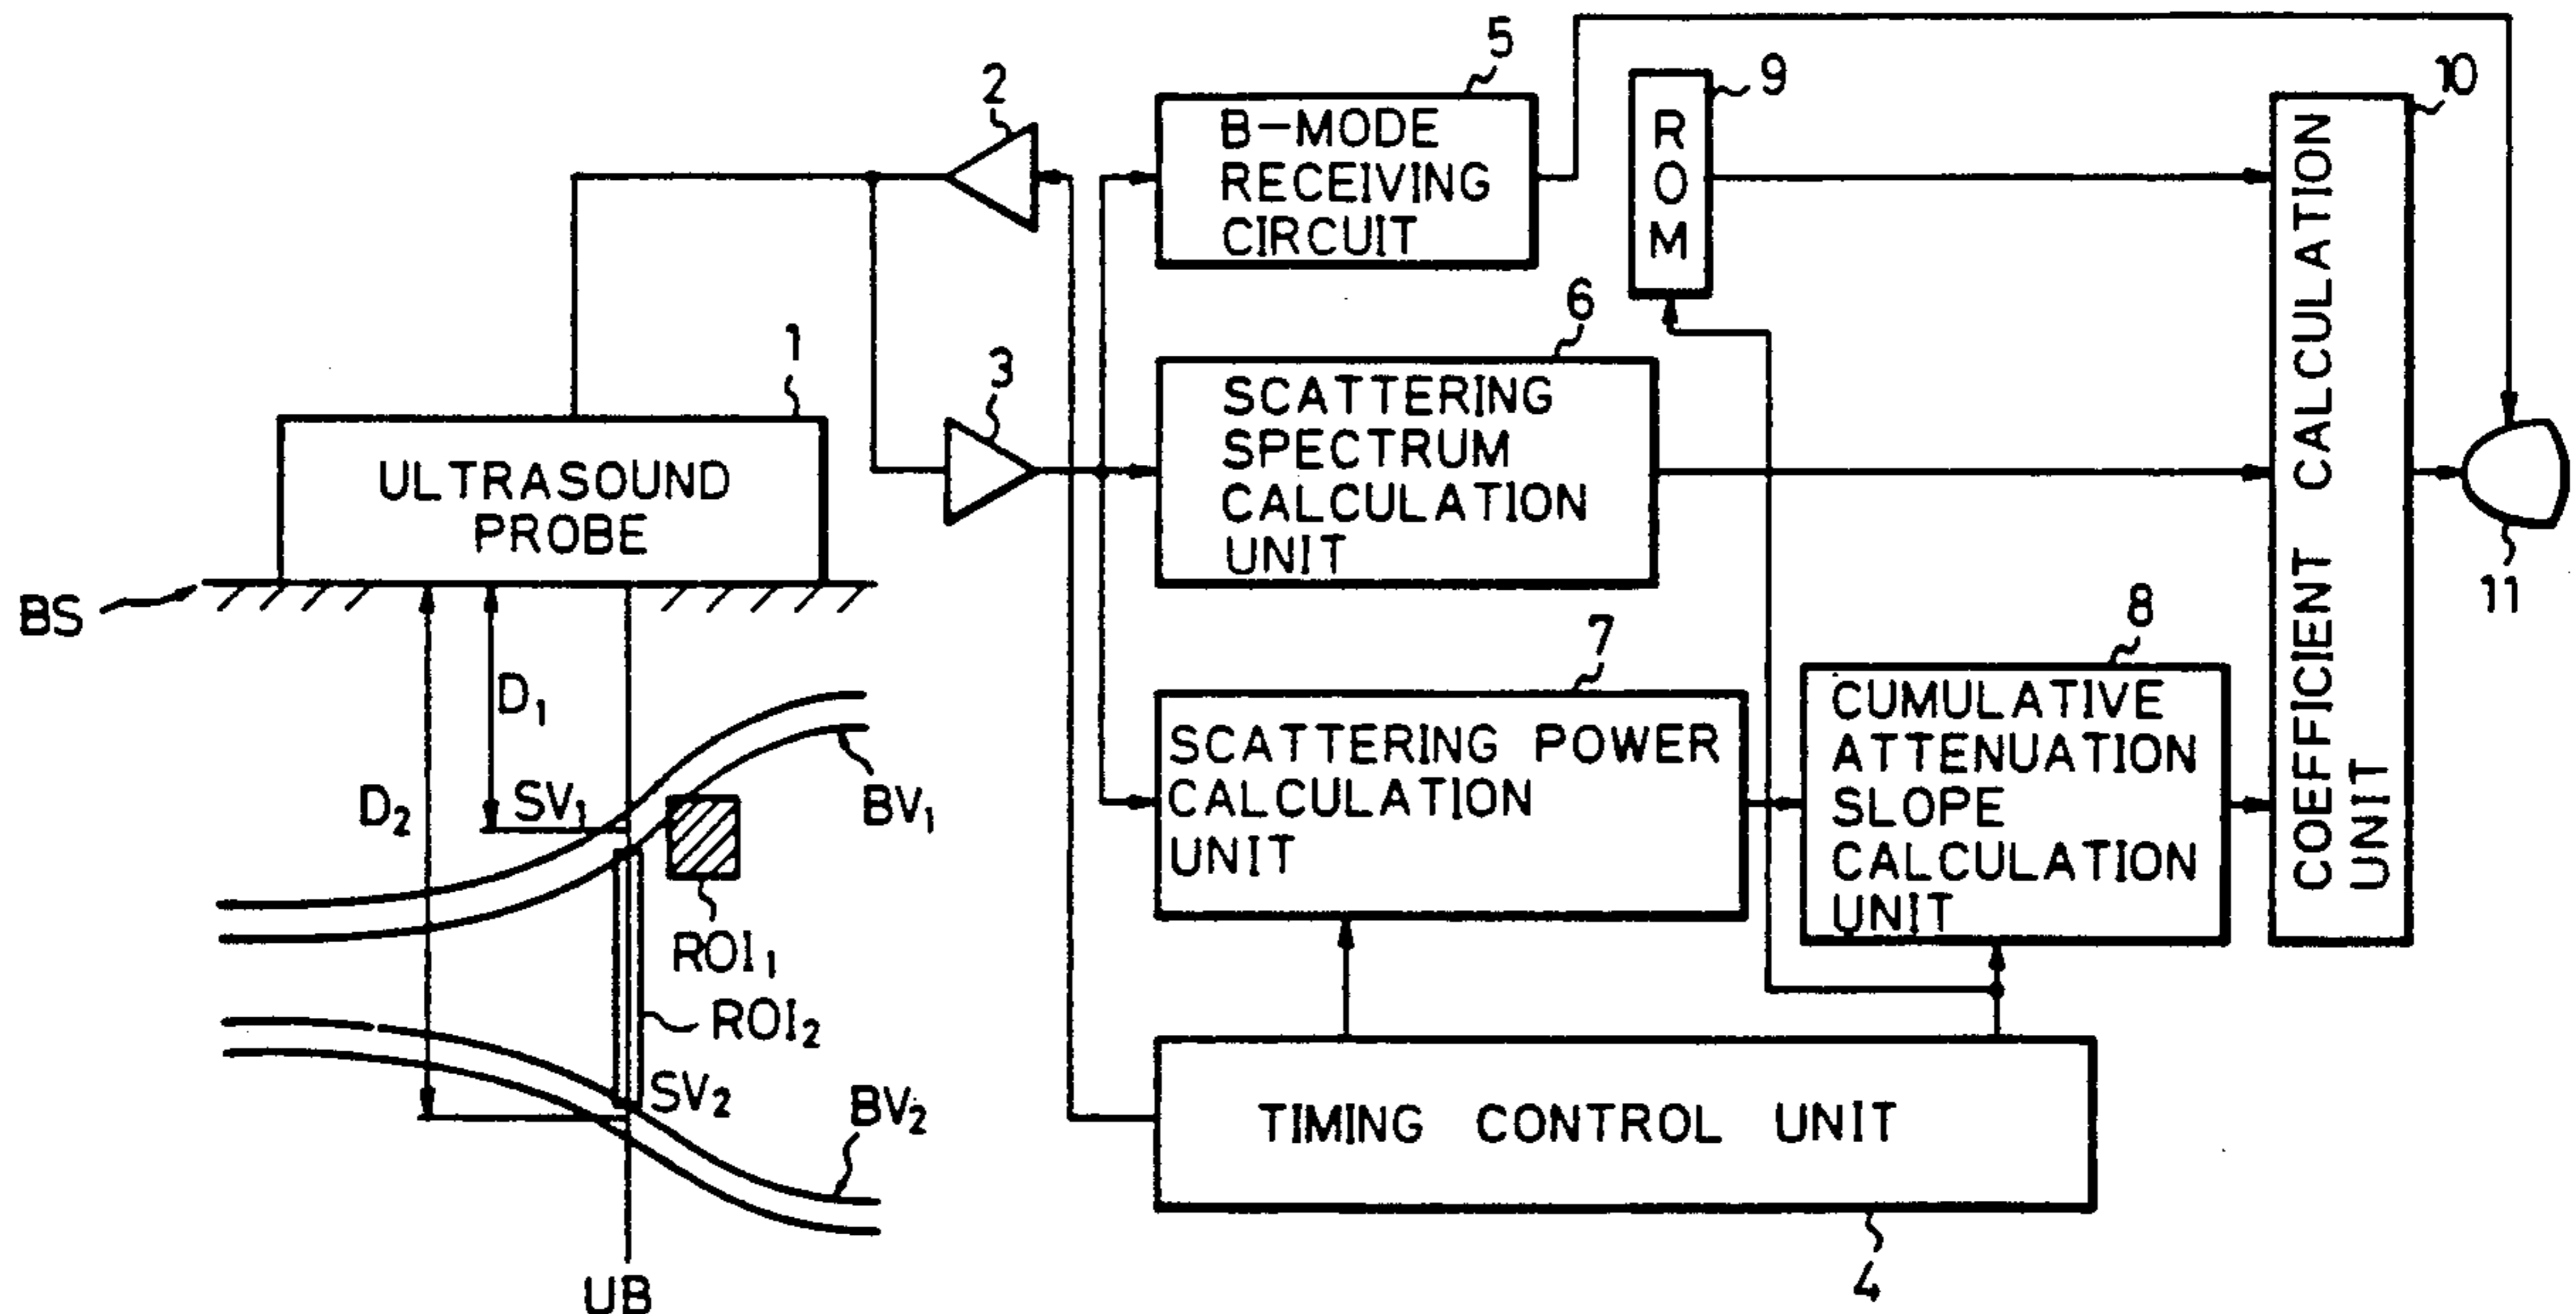 5
B-MODE
RECEIVING
CIRCUIT
2
9
ROM
10
COEFFICIENT CALCULATION
UNIT
6
SCATTERING
SPECTRUM
CALCULATION
UNIT
1
ULTRASOUND
PROBE
3
11
BS
7
SCATTERING POWER
CALCULATION
UNIT
8
CUMULATIVE
ATTENUATION
SLOPE
CALCULATION
UNIT
D₁
D₂
SV₁
BV₁
ROI₁
ROI₂
SV₂
BV₂
TIMING CONTROL UNIT
4
UB